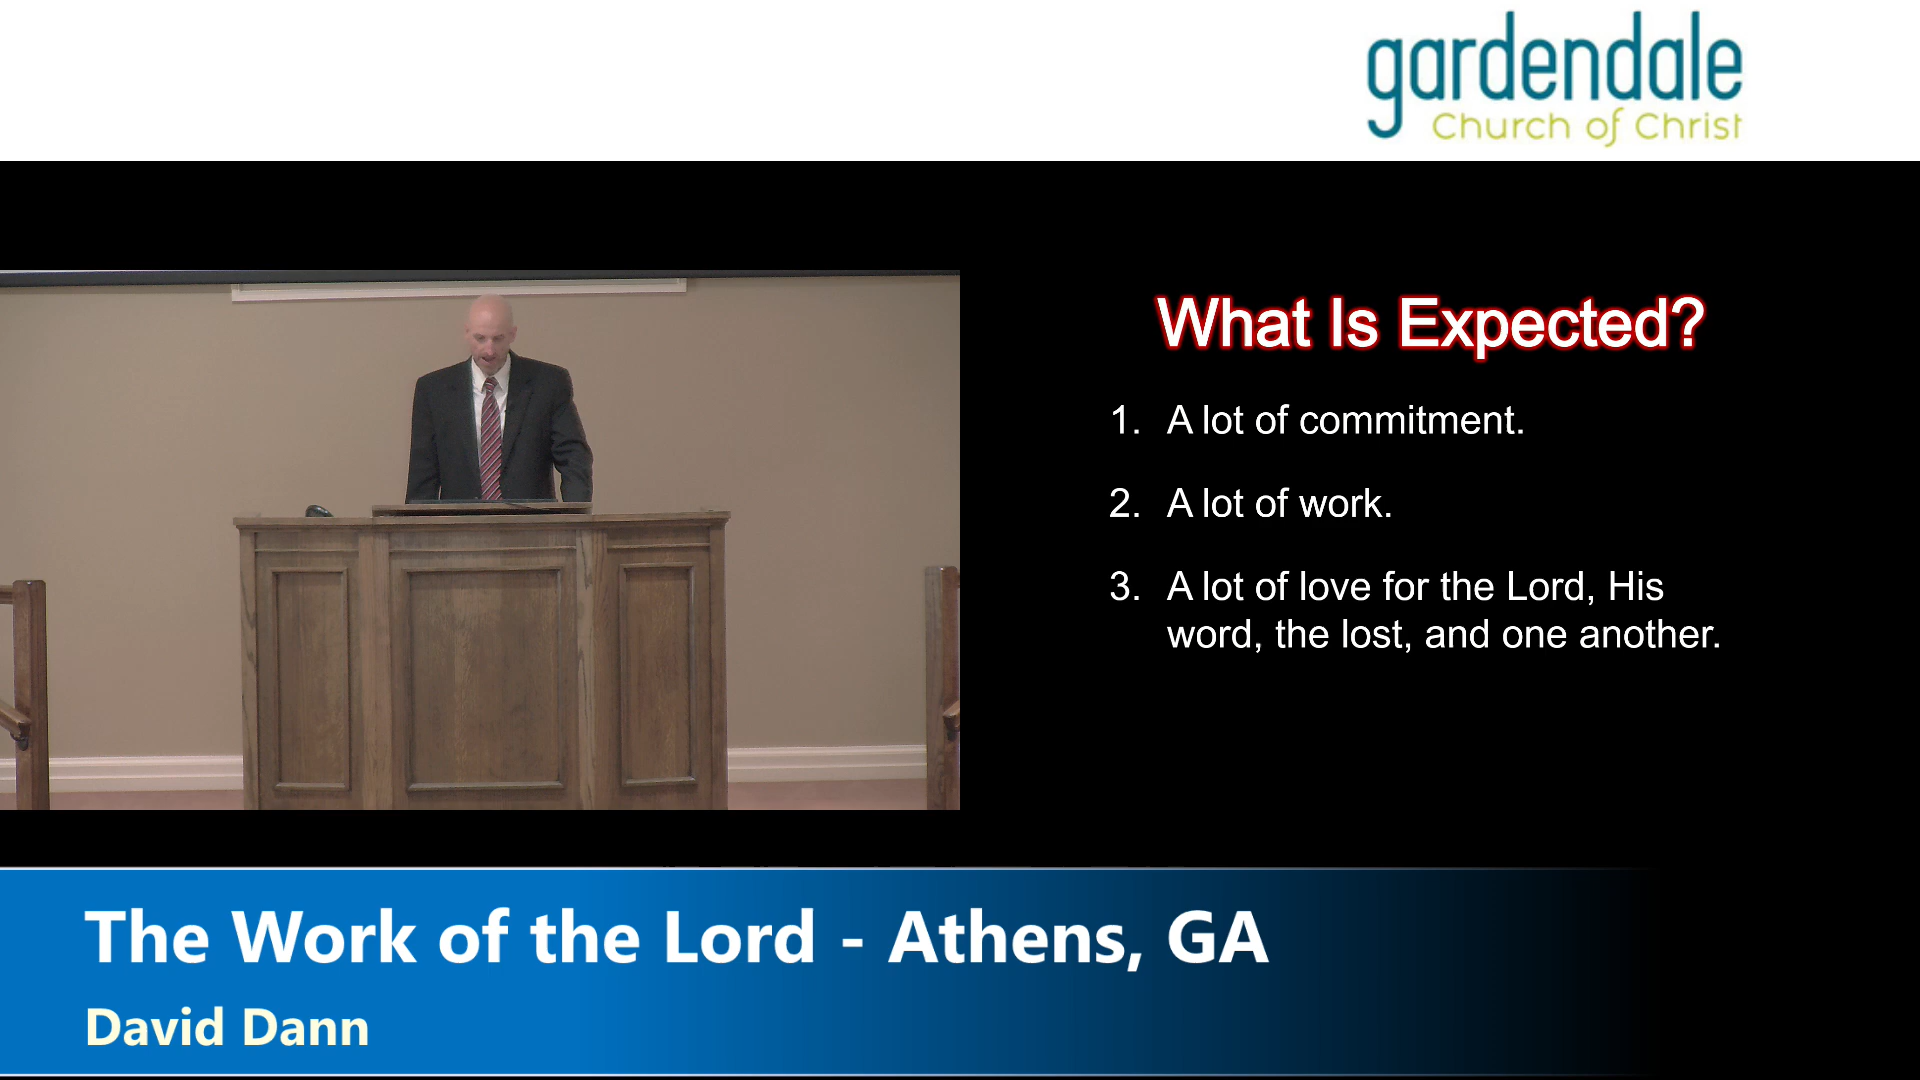 gardendale
Church of Christ
What Is Expected?
1. A lot of commitment.
2. A lot of work.
3. A lot of love for the Lord, His
word, the lost, and one another.
The Work of the Lord - Athens, GA
David Dann